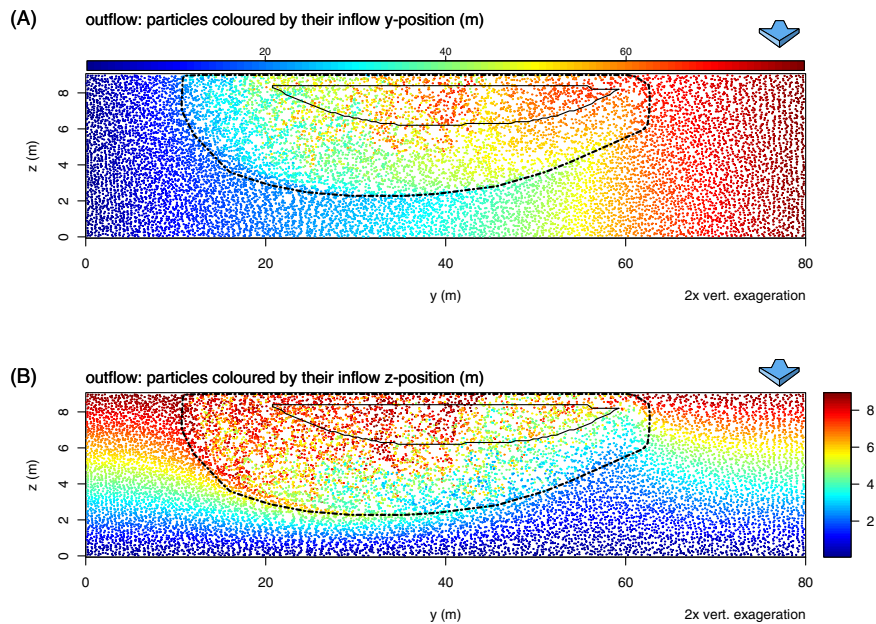 (A)
outflow: particles coloured by their inflow y-position (m)
20 40 60
8
6
4
2
0
z (m)
0 20 40 60 80
y (m)
2x vert. exageration
(B)
outflow: particles coloured by their inflow z-position (m)
8
6
4
2
0
z (m)
8
6
4
2
0 20 40 60 80
y (m)
2x vert. exageration